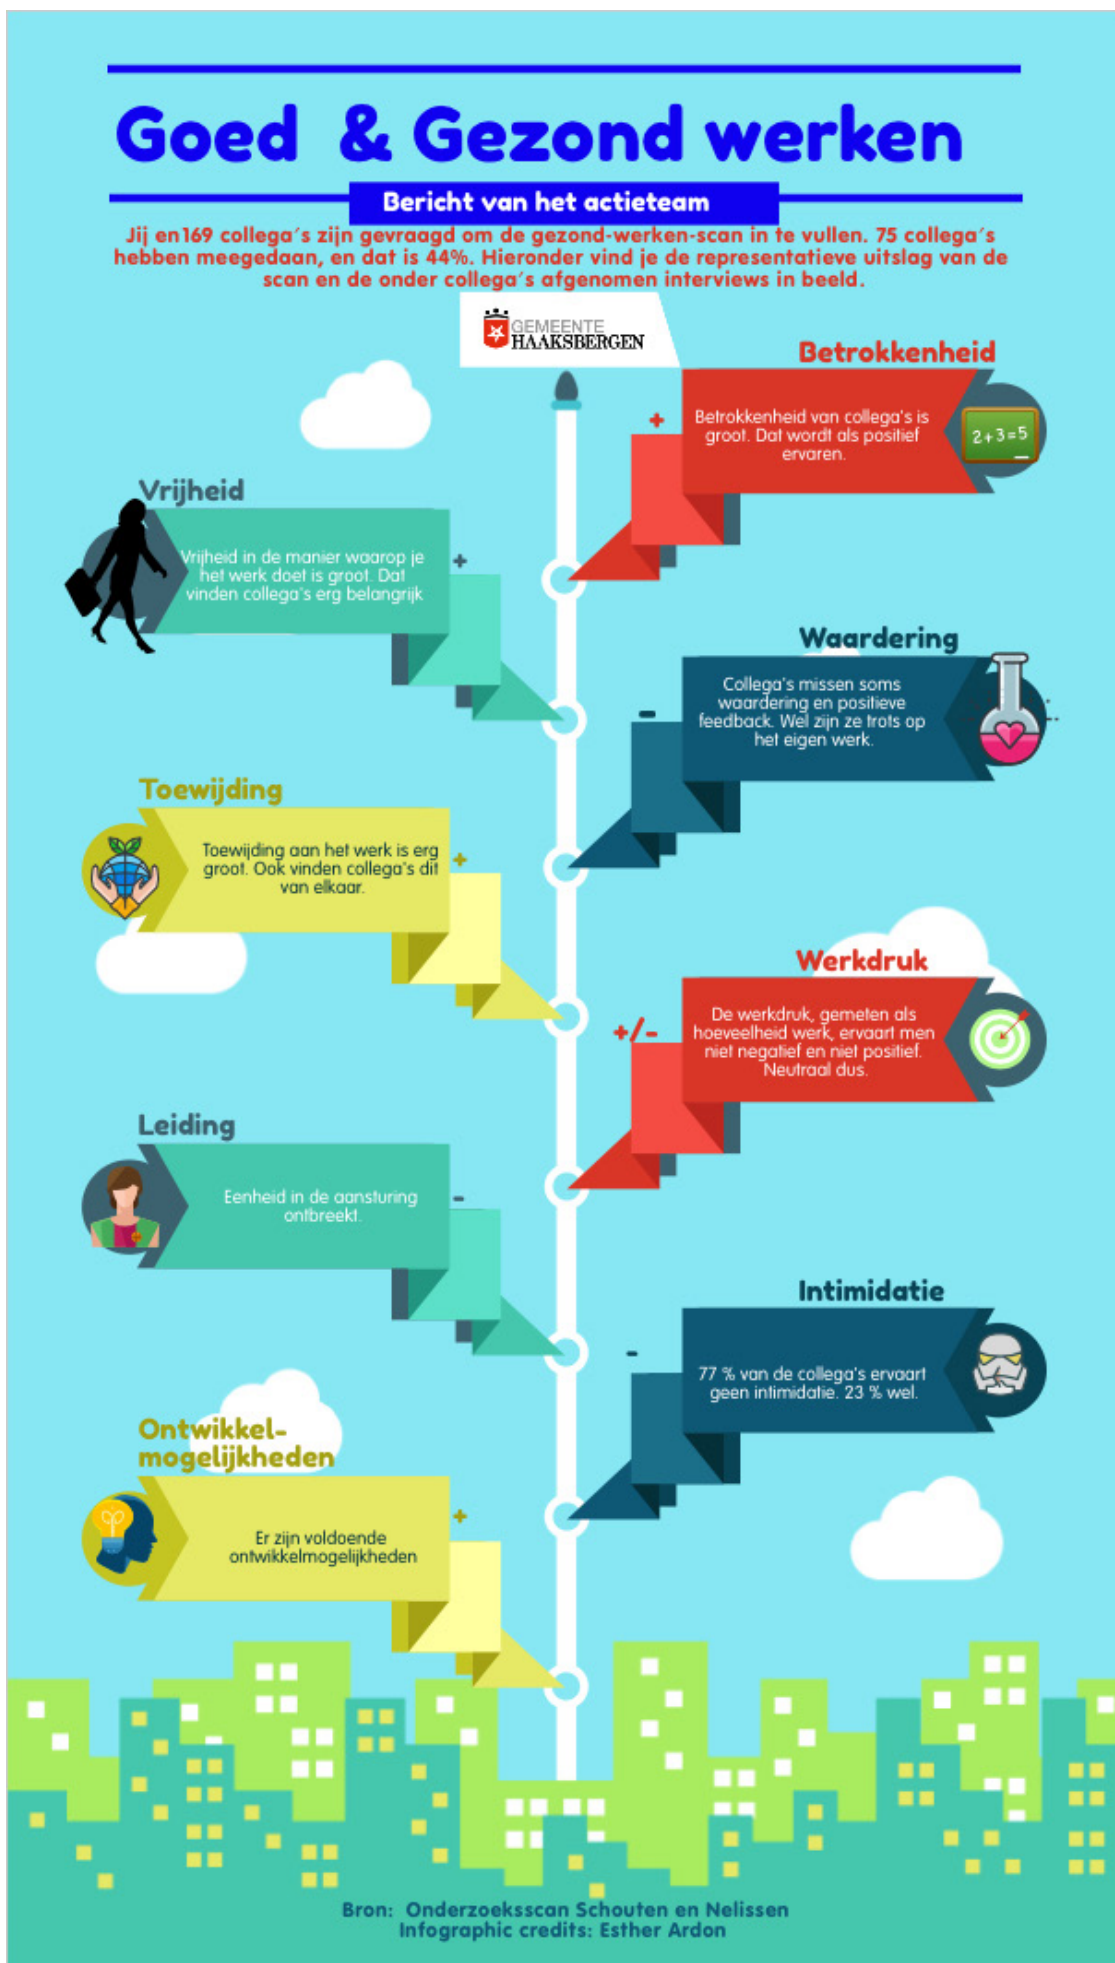 Goed & Gezond werken
Bericht van het actieteam
Jij en 169 collega's zijn gevraagd om de gezond-werken-scan in te vullen. 75 collega's
hebben meegedaan, en dat is 44%. Hieronder vind je de representatieve uitslag van de
scan en de onder collega's afgenomen interviews in beeld.
GEMEENTE
HAAKSBERGEN
Betrokkenheid
+
Betrokkenheid van collega's is
groot. Dat wordt als positief
ervaren.
2+3=5
Vrijheid
Vrijheid in de manier waarop je
het werk doet is groot. Dat
vinden collega's erg belangrijk
+
Waardering
-
Collega's missen soms
waardering en positieve
feedback. Wel zijn ze trots op
het eigen werk.
Toewijding
Toewijding aan het werk is erg
groot. Ook vinden collega's dit
van elkaar.
+
Werkdruk
+/-
De werkdruk, gemeten als
hoeveelheid werk, ervaart men
niet negatief en niet positief.
Neutraal dus.
Leiding
Eenheid in de aansturing
ontbreekt.
-
Intimidatie
-
77 % van de collega's ervaart
geen intimidatie. 23 % wel.
Ontwikkel-
mogelijkheden
Er zijn voldoende
ontwikkelmogelijkheden
+
Bron: Onderzoeksscan Schouten en Nelissen
Infographic credits: Esther Ardon